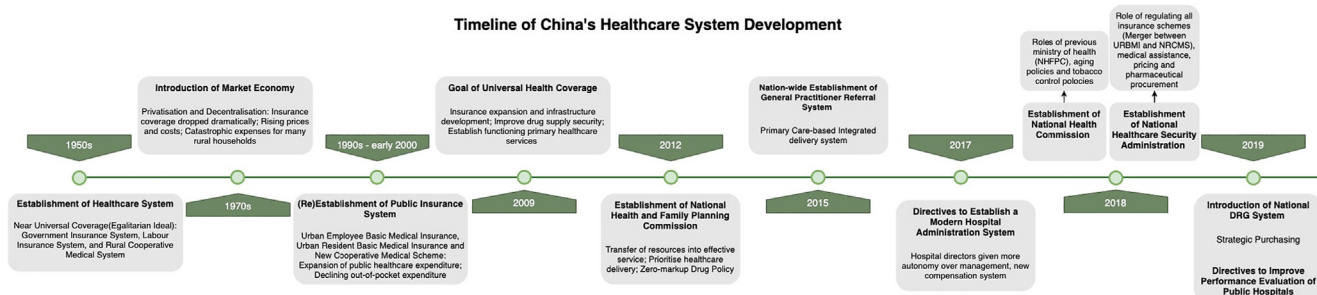 Timeline of China's Healthcare System Development
1950s
Establishment of Healthcare System
Near Universal Coverage(Egalitarian Ideal):
Government Insurance System, Labour
Insurance System, and Rural Cooperative
Medical System
Introduction of Market Economy
Privatisation and Decentralisation: Insurance
coverage dropped dramatically; Rising prices
and costs; Catastrophic expenses for many
rural households
1970s
1990s - early 2000
(Re)Establishment of Public Insurance
System
Urban Employee Basic Medical Insurance,
Urban Resident Basic Medical Insurance and
New Cooperative Medical Scheme:
Expansion of public healthcare expenditure;
Declining out-of-pocket expenditure
Goal of Universal Health Coverage
Insurance expansion and infrastructure
development; Improve drug supply security;
Establish functioning primary healthcare
services
2009
2012
Establishment of National
Health and Family Planning
Commission
Transfer of resources into effective
service; Prioritise healthcare
delivery; Zero-markup Drug Policy
Nation-wide Establishment of
General Practitioner Referral
System
Primary Care-based Integrated
delivery system
2015
2017
Directives to Establish a
Modern Hospital
Administration System
Hospital directors given more
autonomy over management, new
compensation system
Roles of previous
ministry of health
(NHFPC), aging
policies and tobacco
control polocies
Establishment of
National Health
Commission
Role of regulating all
insurance schemes
(Merger between
URBMI and NRCMS),
medical assistance,
pricing and
pharmaceutical
procurement
Establishment
of National
Healthcare Security
Administration
2018
2019
Introduction of National
DRG System
Strategic Purchasing
Directives to Improve
Performance Evaluation of
Public Hospitals